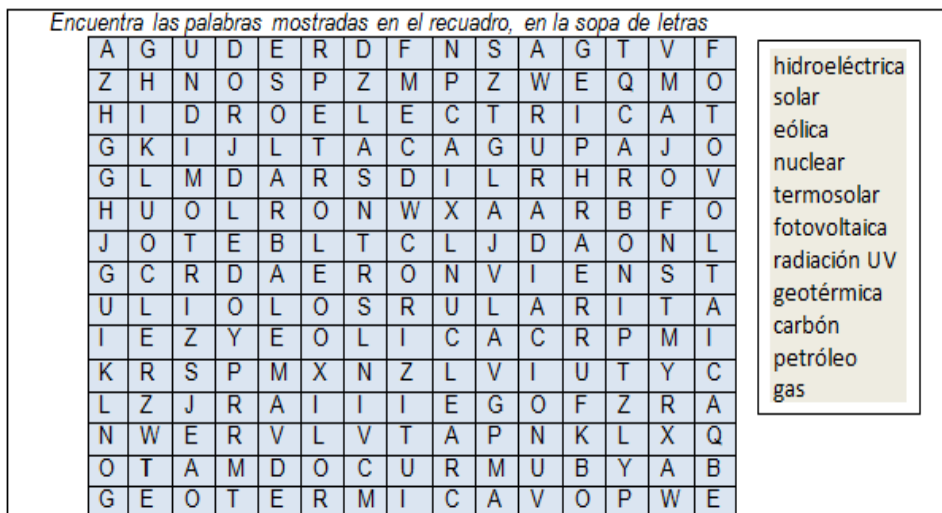 Encuentra las palabras mostradas en el recuadro, en la sopa de letras
A G U D E R D F N S A G T V F
Z H N O S P Z M P Z W E Q M O
H I D R O E L E C T R I C A T
G K I J L T A C A G U P A J O
G L M D A R S D I L R H R O V
H U O L R O N W X A A R B F O
J O T E B L T C L J D A O N L
G C R D A E R O N V I E N S T
U L I O L O S R U L A R I T A
I E Z Y E O L I C A C R P M I
K R S P M X N Z L V I U T Y C
L Z J R A I I I E G O F Z R A
N W E R V L V T A P N K L X Q
O T A M D O C U R M U B Y A B
G E O T E R M I C A V O P W E
hidroeléctrica
solar
eólica
nuclear
termosolar
fotovoltaica
radiación UV
geotérmica
carbón
petróleo
gas